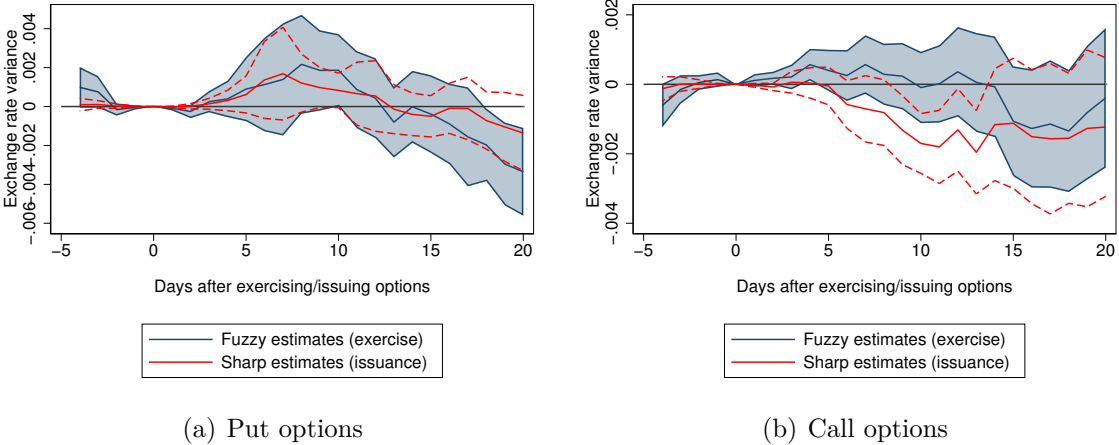 Exchange rate variance
.004
.002
0
-.002
-.004
-.006
-5
0
5
10
15
20
Days after exercising/issuing options
Fuzzy estimates (exercise)
Sharp estimates (issuance)
(a) Put options
Exchange rate variance
.002
0
-.002
-.004
-5
0
5
10
15
20
Days after exercising/issuing options
Fuzzy estimates (exercise)
Sharp estimates (issuance)
(b) Call options